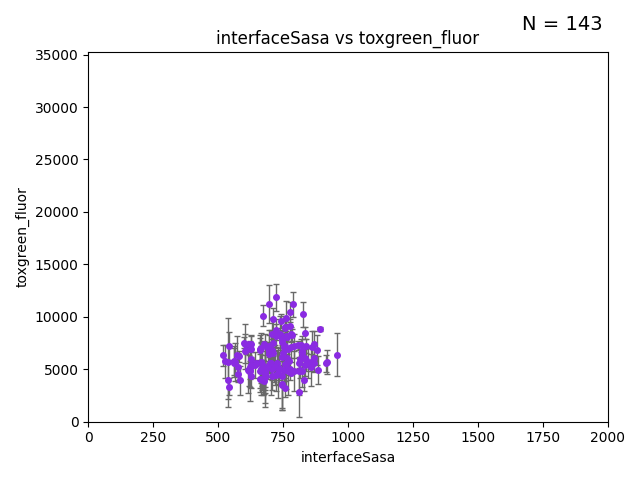 N = 143
interfaceSasa vs toxgreen_fluor
35000
30000
25000
20000
15000
10000
5000
0
toxgreen_fluor
0 250 500 750 1000 1250 1500 1750 2000
interfaceSasa